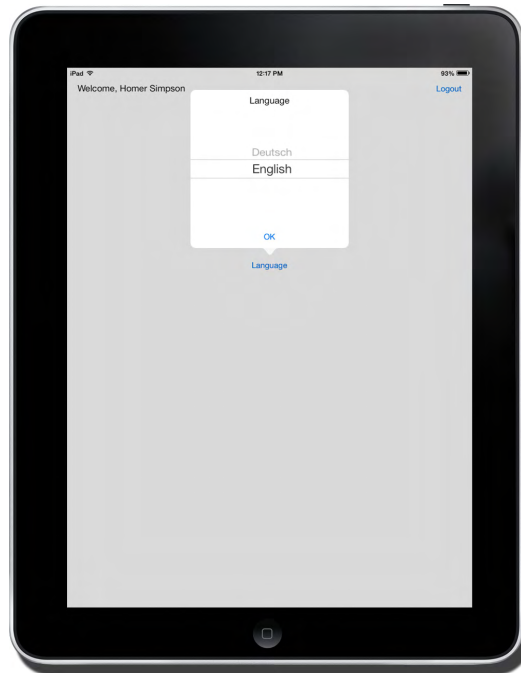 iPad 12:17 PM 93%
Welcome, Homer Simpson Logout
Language
Deutsch
English
OK
Language